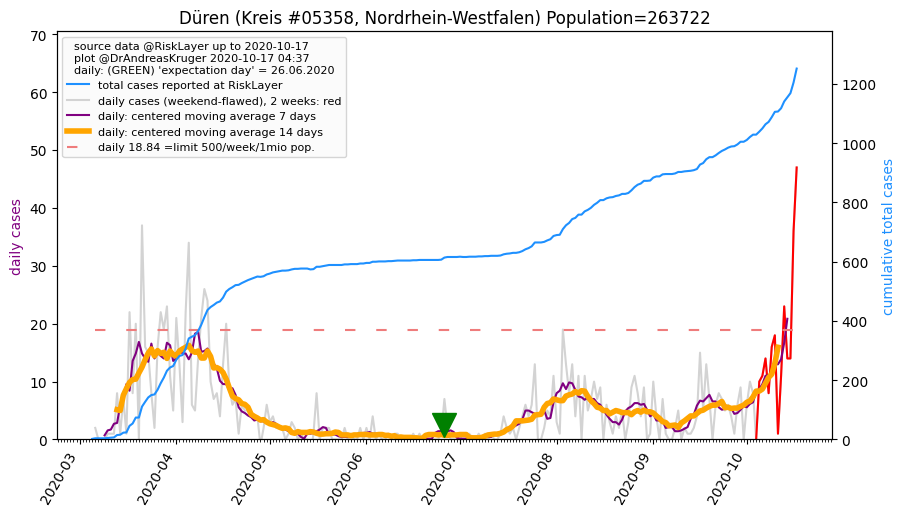 Düren (Kreis #05358, Nordrhein-Westfalen) Population=263722
source data @RiskLayer up to 2020-10-17
plot @DrAndreasKruger 2020-10-17 04:37
daily: (GREEN) 'expectation day' = 26.06.2020
total cases reported at RiskLayer
daily cases (weekend-flawed), 2 weeks: red
daily: centered moving average 7 days
daily: centered moving average 14 days
daily 18.84 =limit 500/week/1mio pop.
daily cases
70
60
50
40
30
20
10
0
cumulative total cases
1200
1000
800
600
400
200
0
2020-03
2020-04
2020-05
2020-06
2020-07
2020-08
2020-09
2020-10